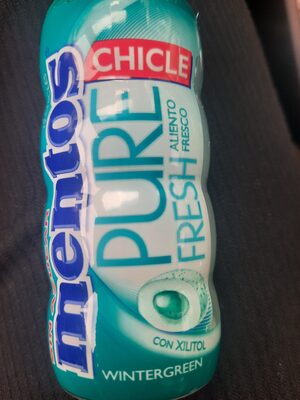 CHICLE
mentos
PURE
FRESH
ALIENTO
FRESCO
CON XILITOL
WINTERGREEN